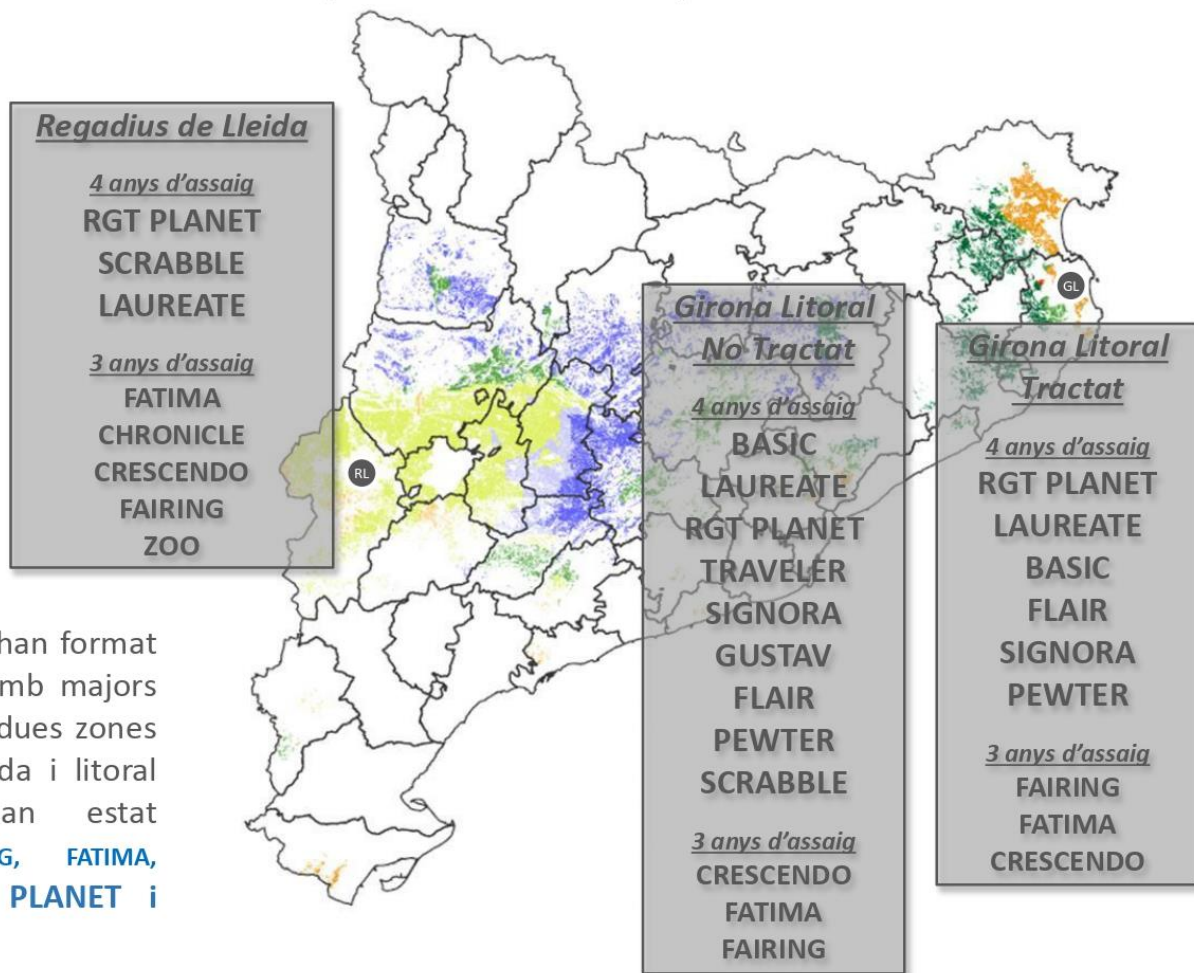 Regadius de Lleida
4 anys d'assaig
RGT PLANET
SCRABBLE
LAUREATE
3 anys d'assaig
FATIMA
CHRONICLE
CRESCENDO
FAIRING
ZOO
RL
GL
Girona Litoral
No Tractat
4 anys d'assaig
BASIC
LAUREATE
RGT PLANET
TRAVELER
SIGNORA
GUSTAV
FLAIR
PEWTER
SCRABBLE
3 anys d'assaig
CRESCENDO
FATIMA
FAIRING
Girona Litoral
Tractat
4 anys d'assaig
RGT PLANET
LAUREATE
BASIC
FLAIR
SIGNORA
PEWTER
3 anys d'assaig
FAIRING
FATIMA
CRESCENDO
han format
mb majors
dues zones
da i litoral
an estat
G, FATIMA,
PLANET i